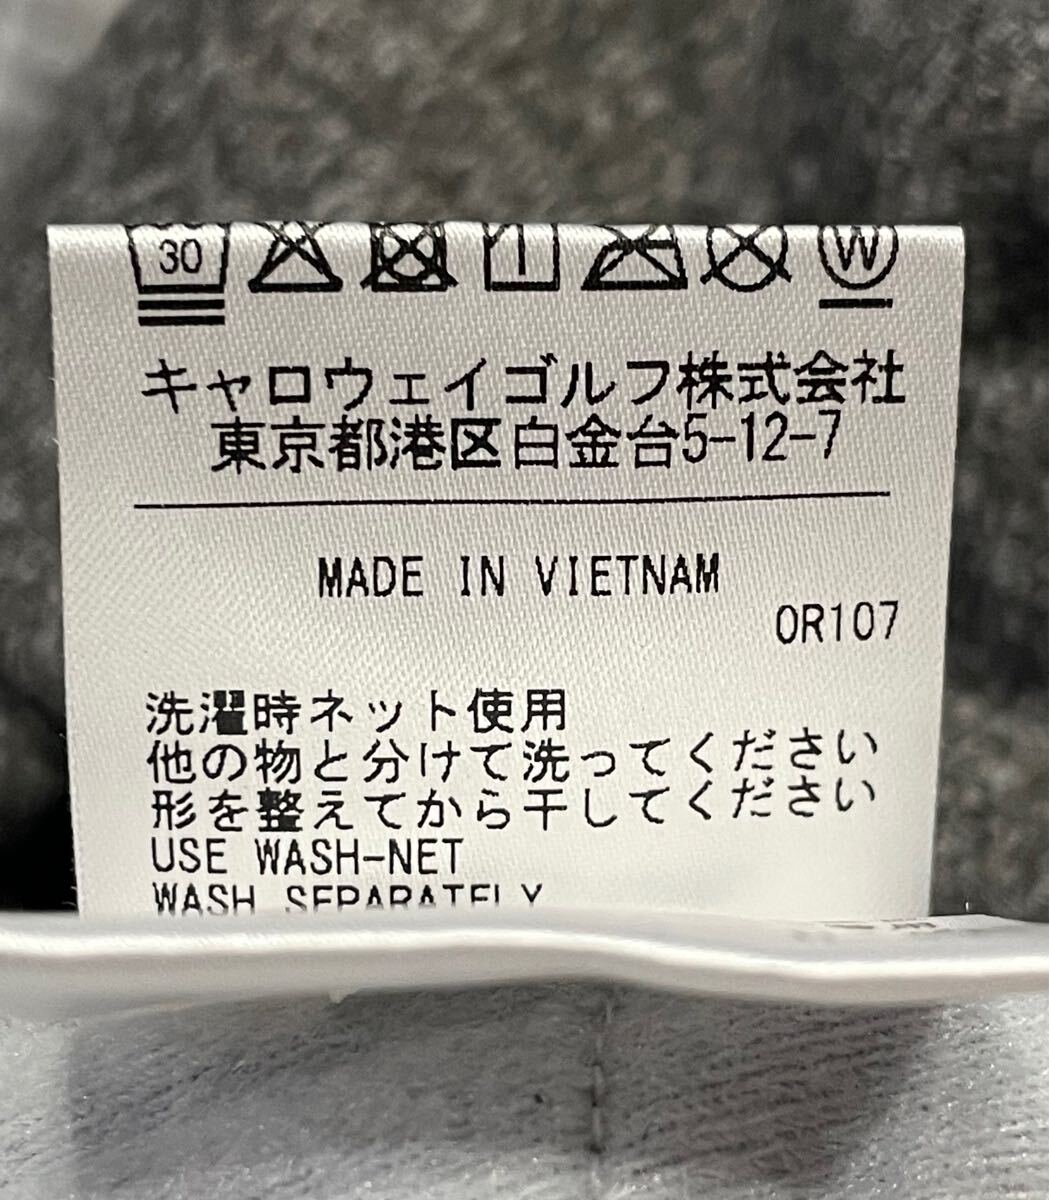 30
W
キャロウェイゴルフ株式会社
東京都港区白金台5-12-7
MADE IN VIETNAM
OR107
洗濯時ネット使用
他の物と分けて洗ってください
形を整えてから干してください
USE WASH-NET
WASH SEPARATELY